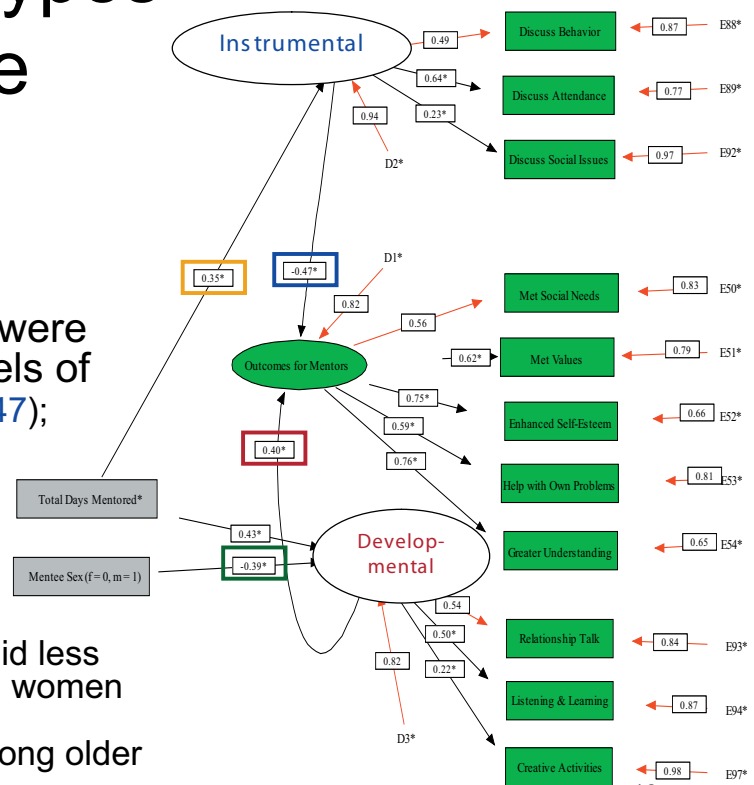 ypes
e
Instrumental
0.49
Discuss Behavior
0.87
E88*
0.64*
Discuss Attendance
0.77
E89*
0.94
0.23*
Discuss Social Issues
0.97
E92*
D2*
D1*
0.35*
-0.47*
0.82
0.56
Met Social Needs
0.83
E50*
were
els of
47);
Outcomes for Mentors
0.62*
Met Values
0.79
E51*
0.75*
Enhanced Self-Esteem
0.66
E52*
0.59*
0.40*
0.76*
Help with Own Problems
0.81
E53*
Total Days Mentored*
0.43*
Develop-
mental
Greater Understanding
0.65
E54*
Mentee Sex (f = 0, m = 1)
-0.39*
0.54
0.50*
Relationship Talk
0.84
E93*
id less
women
0.82
0.22*
Listening & Learning
0.87
E94*
D3*
ong older
Creative Activities
0.98
E97*